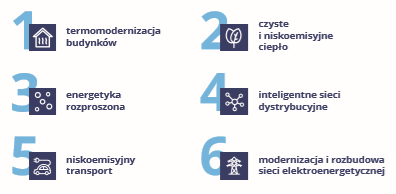 1
termomodernizacja
budynków
2
czyste
i niskoemisyjne
ciepło
3
energetyka
rozproszona
4
inteligentne sieci
dystrybucyjne
5
niskoemisyjny
transport
6
modernizacja i rozbudowa
sieci elektroenergetycznej